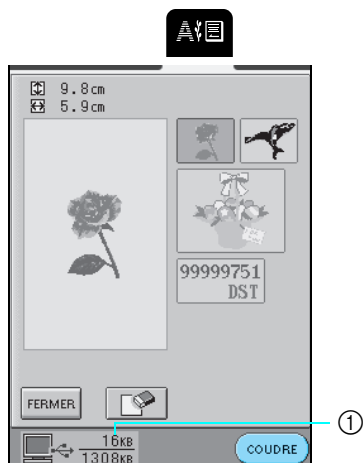 A
9.8cm
5.9cm
99999751
DST
FERMER
16KB
1308KB
COUDRE
①